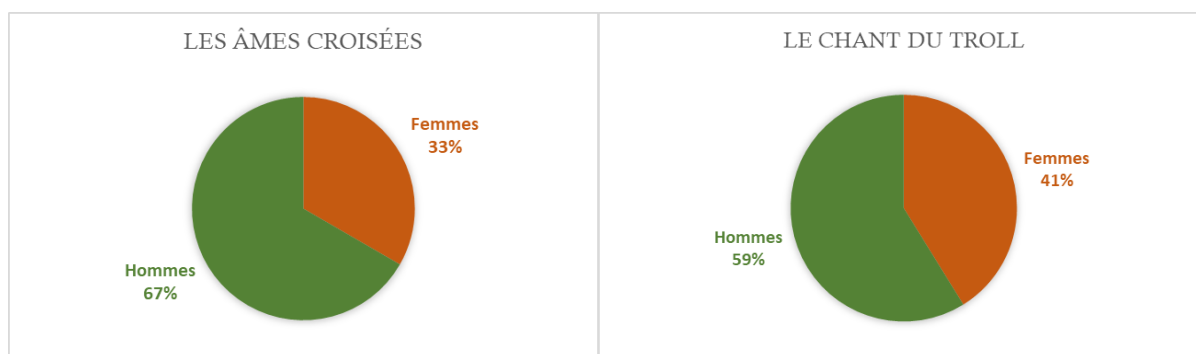 LES ÂMES CROISÉES
Femmes
33%
Hommes
67%
LE CHANT DU TROLL
Femmes
41%
Hommes
59%